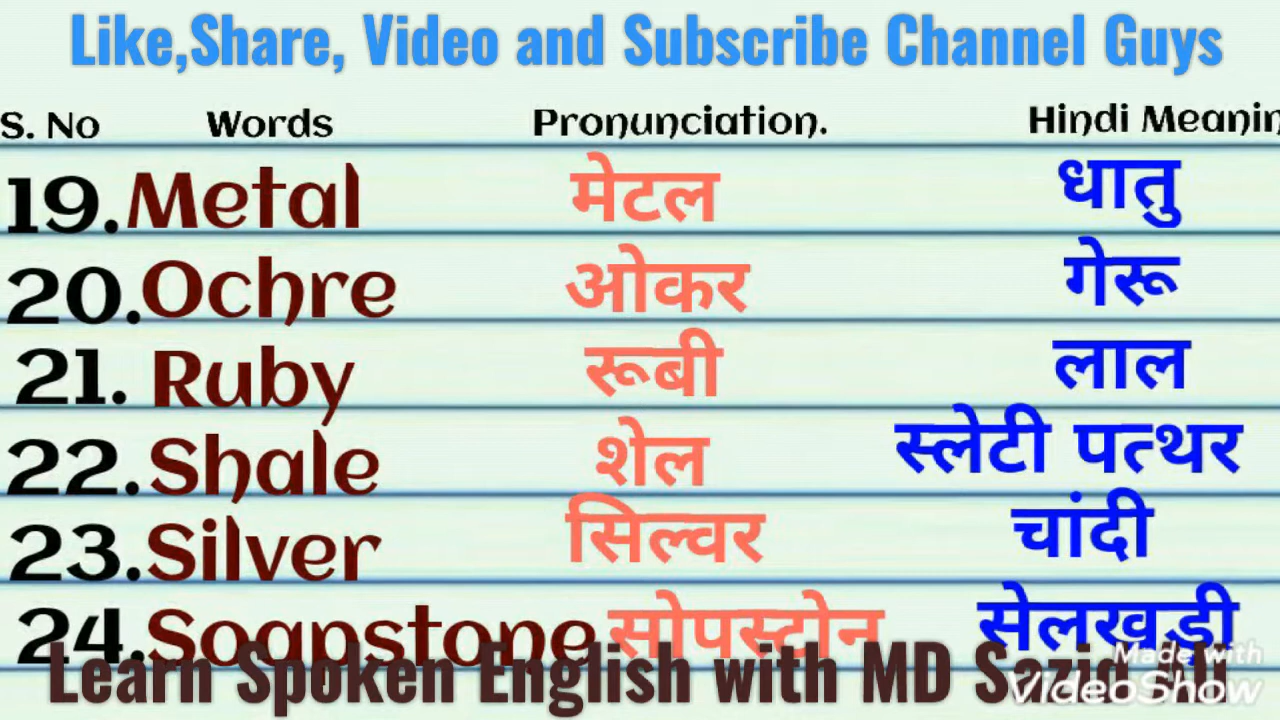 Like,Share, Video and Subscribe Channel Guys
S. No Words Pronunciation. Hindi Meanin
19. Metal मेटल धातु
20. Ochre ओकर गेरू
21. Ruby रूबी लाल
22. Shale शेल स्लेटी पत्थर
23. Silver सिल्वर चांदी
24. Soapstone सोपस्टोन सेलखड़ी
Learn Spoken English with MD
Made with
VideoShow